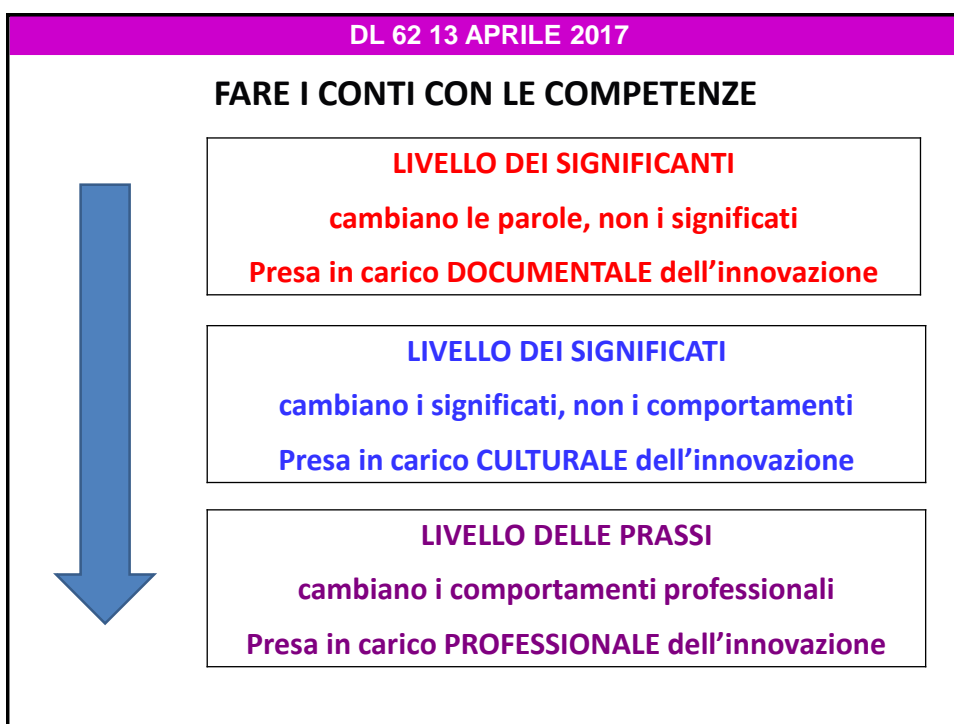 DL 62 13 APRILE 2017
FARE I CONTI CON LE COMPETENZE
LIVELLO DEI SIGNIFICANTI
cambiano le parole, non i significati
Presa in carico DOCUMENTALE dell’innovazione
LIVELLO DEI SIGNIFICATI
cambiano i significati, non i comportamenti
Presa in carico CULTURALE dell’innovazione
LIVELLO DELLE PRASSI
cambiano i comportamenti professionali
Presa in carico PROFESSIONALE dell’innovazione